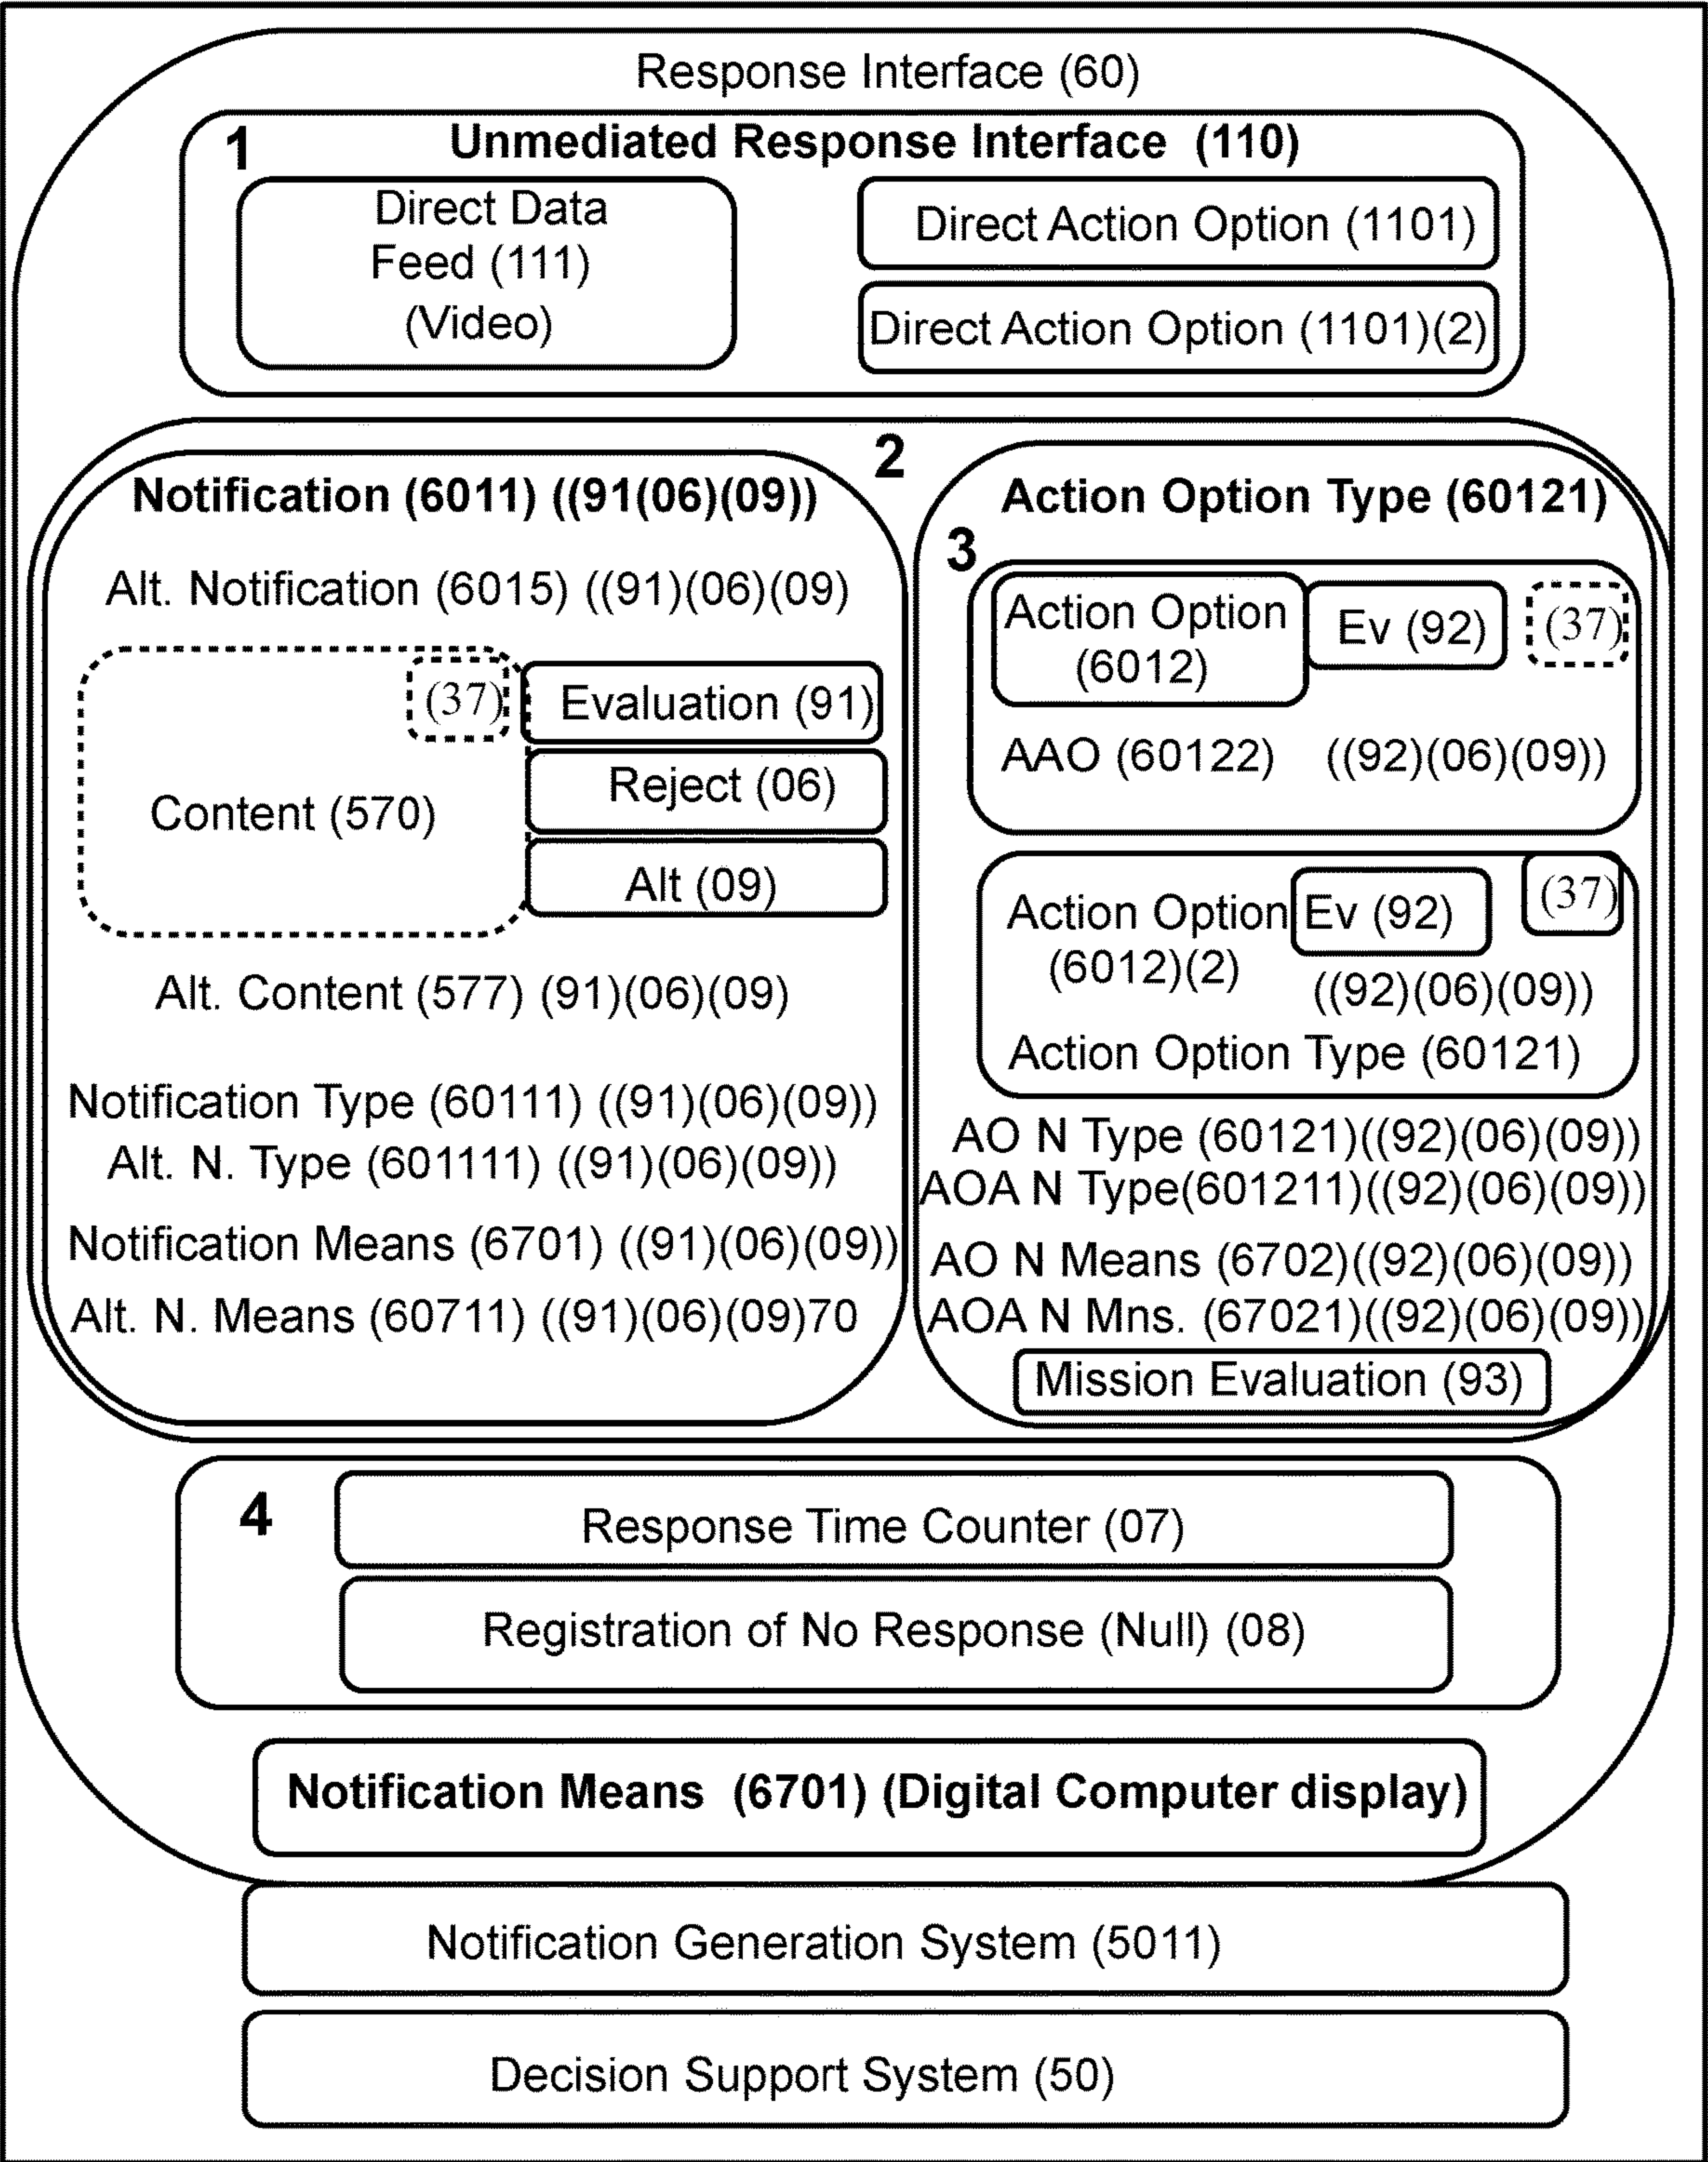 Response Interface (60)
1
Unmediated Response Interface (110)
Direct Data
Feed (111)
(Video)
Direct Action Option (1101)
Direct Action Option (1101)(2)
2
Notification (6011) ((91(06)(09))
Alt. Notification (6015) ((91)(06)(09)
(37)
Evaluation (91)
Reject (06)
Content (570)
Alt (09)
Alt. Content (577) (91)(06)(09)
Notification Type (60111) ((91)(06)(09))
Alt. N. Type (601111) ((91)(06)(09))
Notification Means (6701) ((91)(06)(09))
Alt. N. Means (60711) ((91)(06)(09)70
Action Option Type (60121)
3
Action Option
(6012)
Ev (92)
(37)
AAO (60122) ((92)(06)(09))
Action Option
(6012)(2)
Ev (92)
(37)
((92)(06)(09))
Action Option Type (60121)
AO N Type (60121)((92)(06)(09))
AOA N Type(601211)((92)(06)(09))
AO N Means (6702)((92)(06)(09))
AOA N Mns. (67021)((92)(06)(09))
Mission Evaluation (93)
4
Response Time Counter (07)
Registration of No Response (Null) (08)
Notification Means (6701) (Digital Computer display)
Notification Generation System (5011)
Decision Support System (50)